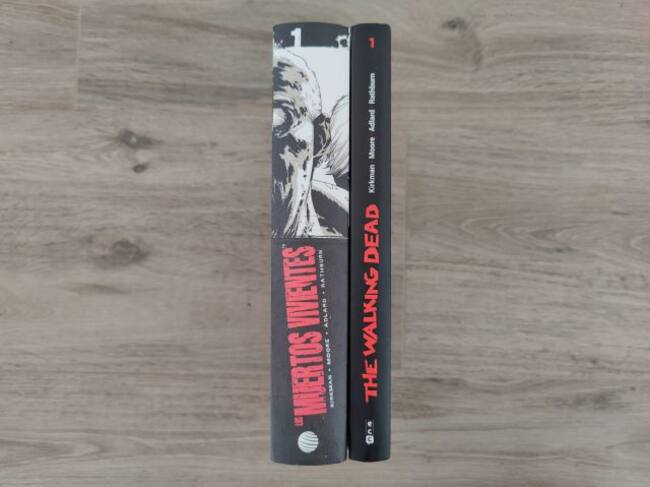 1
LOS MUERTOS VIVIENTES
KIRKMAN • MOORE • ADLARD • RATHBURN
1
Kirkman Moore Adlard Rathburn
THE WALKING DEAD